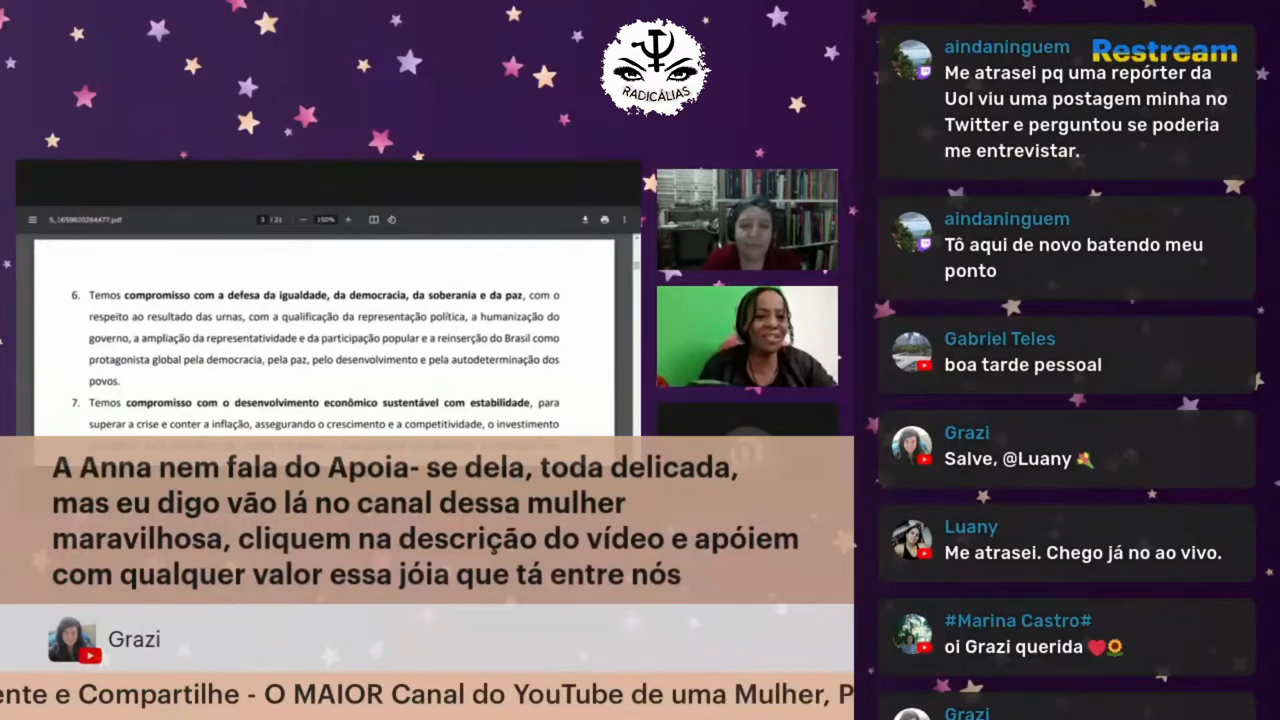 RADICÁLIAS
5_1659820284477.pdf
3 / 21
150%
6. Temos compromisso com a defesa da igualdade, da democracia, da soberania e da paz, com o
respeito ao resultado das urnas, com a qualificação da representação política, a humanização do
governo, a ampliação da representatividade e da participação popular e a reinserção do Brasil como
protagonista global pela democracia, pela paz, pelo desenvolvimento e pela autodeterminação dos
povos.
7. Temos compromisso com o desenvolvimento econômico sustentável com estabilidade, para
superar a crise e conter a inflação, assegurando o crescimento e a competitividade, o investimento
A Anna nem fala do Apoia- se dela, toda delicada,
mas eu digo vão lá no canal dessa mulher
maravilhosa, cliquem na descrição do vídeo e apóiem
com qualquer valor essa jóia que tá entre nós
Grazi
ente e Compartilhe - O MAIOR Canal do YouTube de uma Mulher, P
Restream
aindaninguem
Me atrasei pq uma repórter da
Uol viu uma postagem minha no
Twitter e perguntou se poderia
me entrevistar.
aindaninguem
Tô aqui de novo batendo meu
ponto
Gabriel Teles
boa tarde pessoal
Grazi
Salve, @Luany 💐
Luany
Me atrasei. Chego já no ao vivo.
#Marina Castro#
oi Grazi querida ❤️🌻
Grazi